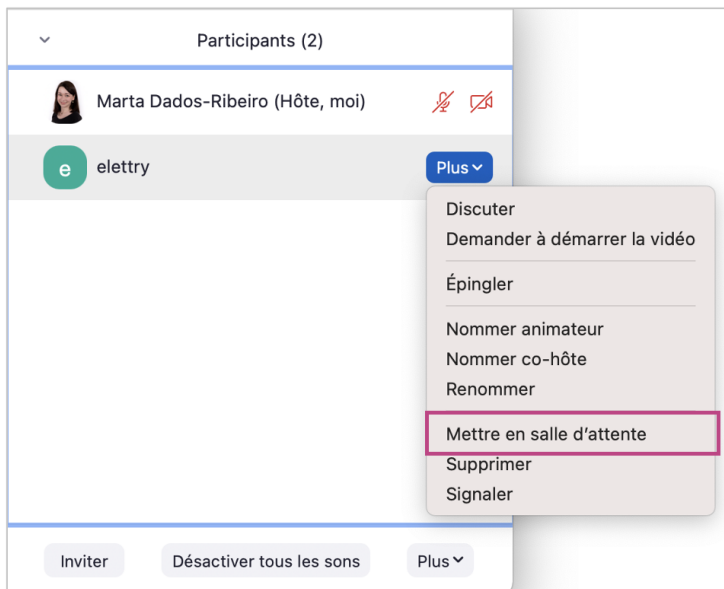 Participants (2)
Marta Dados-Ribeiro (Hôte, moi)
e elettry Plus
Discuter
Demander à démarrer la vidéo
Épingler
Nommer animateur
Nommer co-hôte
Renommer
Mettre en salle d’attente
Supprimer
Signaler
Inviter Désactiver tous les sons Plus